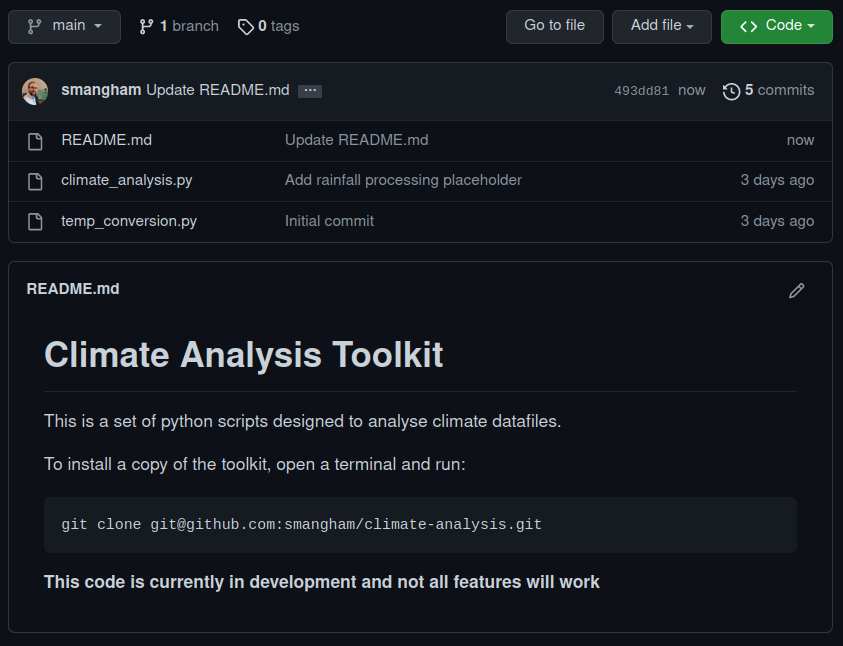 main 1 branch 0 tags Go to file Add file Code
smangham Update README.md ... 493dd81 now 5 commits
README.md Update README.md now
climate_analysis.py Add rainfall processing placeholder 3 days ago
temp_conversion.py Initial commit 3 days ago
README.md
Climate Analysis Toolkit
This is a set of python scripts designed to analyse climate datafiles.
To install a copy of the toolkit, open a terminal and run:
git clone git@github.com:smangham/climate-analysis.git
This code is currently in development and not all features will work